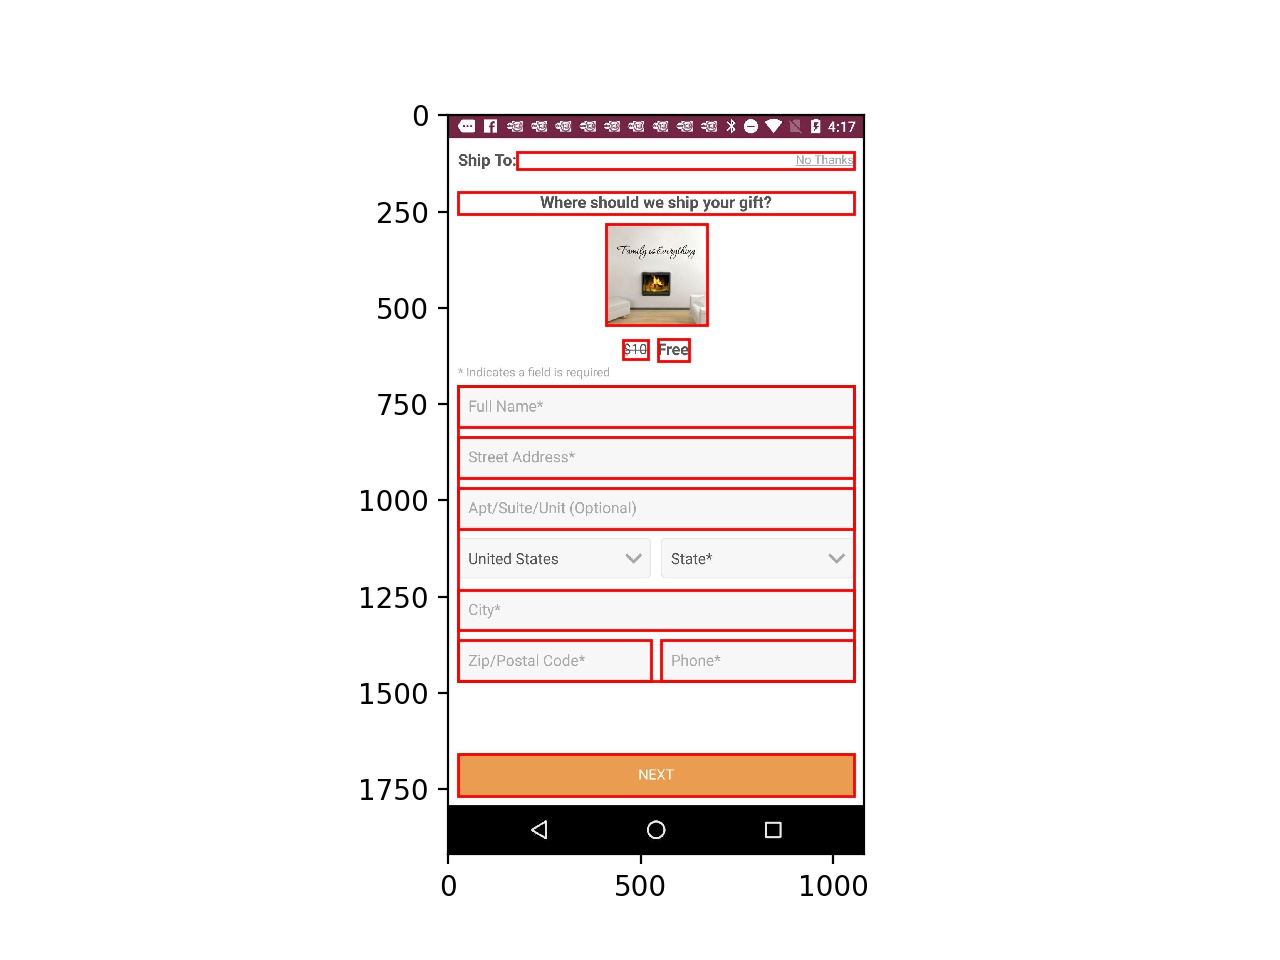 0
250
500
750
1000
1250
1500
1750
0 500 1000
4:17
Ship To: No Thanks
Where should we ship your gift?
Family is Everything
$10 Free
* Indicates a field is required
Full Name*
Street Address*
Apt/Suite/Unit (Optional)
United States State*
City*
Zip/Postal Code* Phone*
NEXT